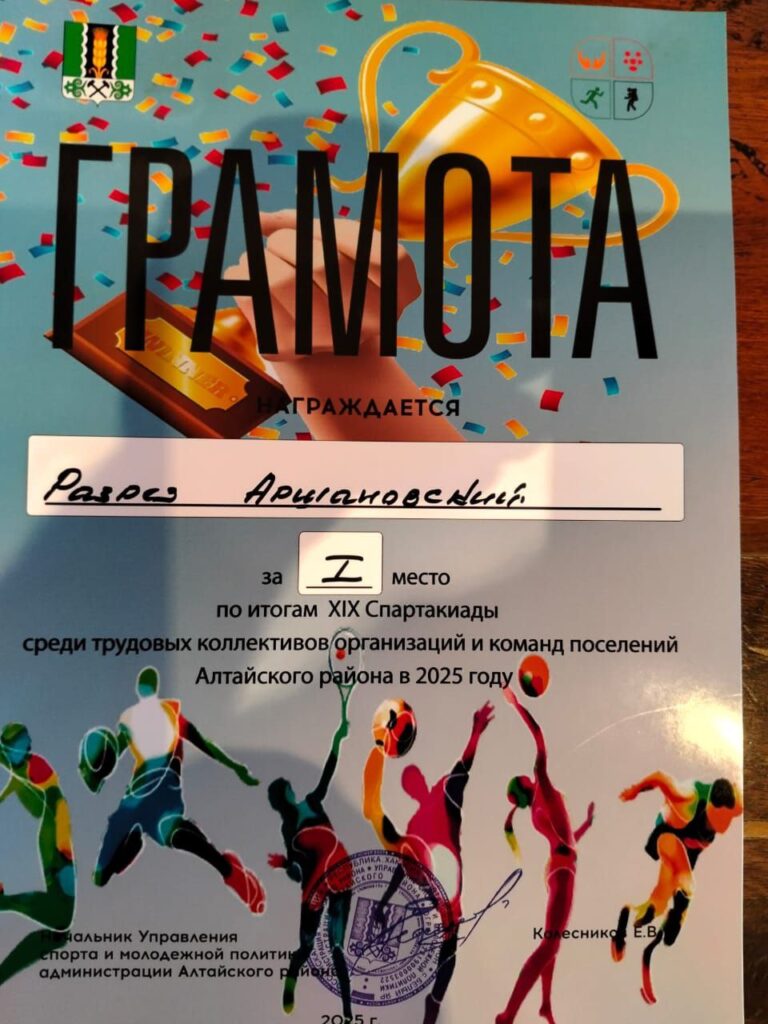 ГРАМОТА
WINNER
НАГРАЖДАЕТСЯ
Разрез Аршановский
за I место
по итогам XIX Спартакиады
среди трудовых коллективов организаций и команд поселений
Алтайского района в 2025 году
Начальник Управления
спорта и молодежной политики
администрации Алтайского района
Колесников Е.В.
2025 г.